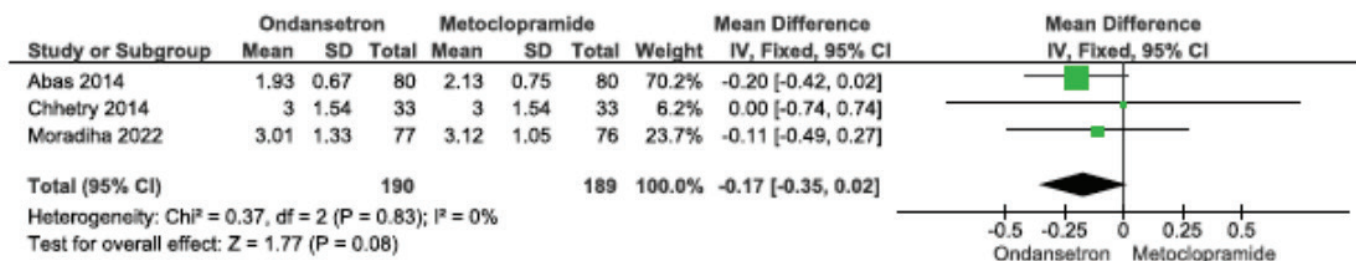 Ondansetron Metoclopramide Mean Difference Mean Difference
Study or Subgroup Mean SD Total Mean SD Total Weight IV, Fixed, 95% CI IV, Fixed, 95% CI
Abas 2014 1.93 0.67 80 2.13 0.75 80 70.2% -0.20 [-0.42, 0.02]
Chhetry 2014 3 1.54 33 3 1.54 33 6.2% 0.00 [-0.74, 0.74]
Moradiha 2022 3.01 1.33 77 3.12 1.05 76 23.7% -0.11 [-0.49, 0.27]
Total (95% CI) 190 189 100.0% -0.17 [-0.35, 0.02]
Heterogeneity: Chi² = 0.37, df = 2 (P = 0.83); I² = 0%
Test for overall effect: Z = 1.77 (P = 0.08)
-0.5 -0.25 0 0.25 0.5
Ondansetron Metoclopramide